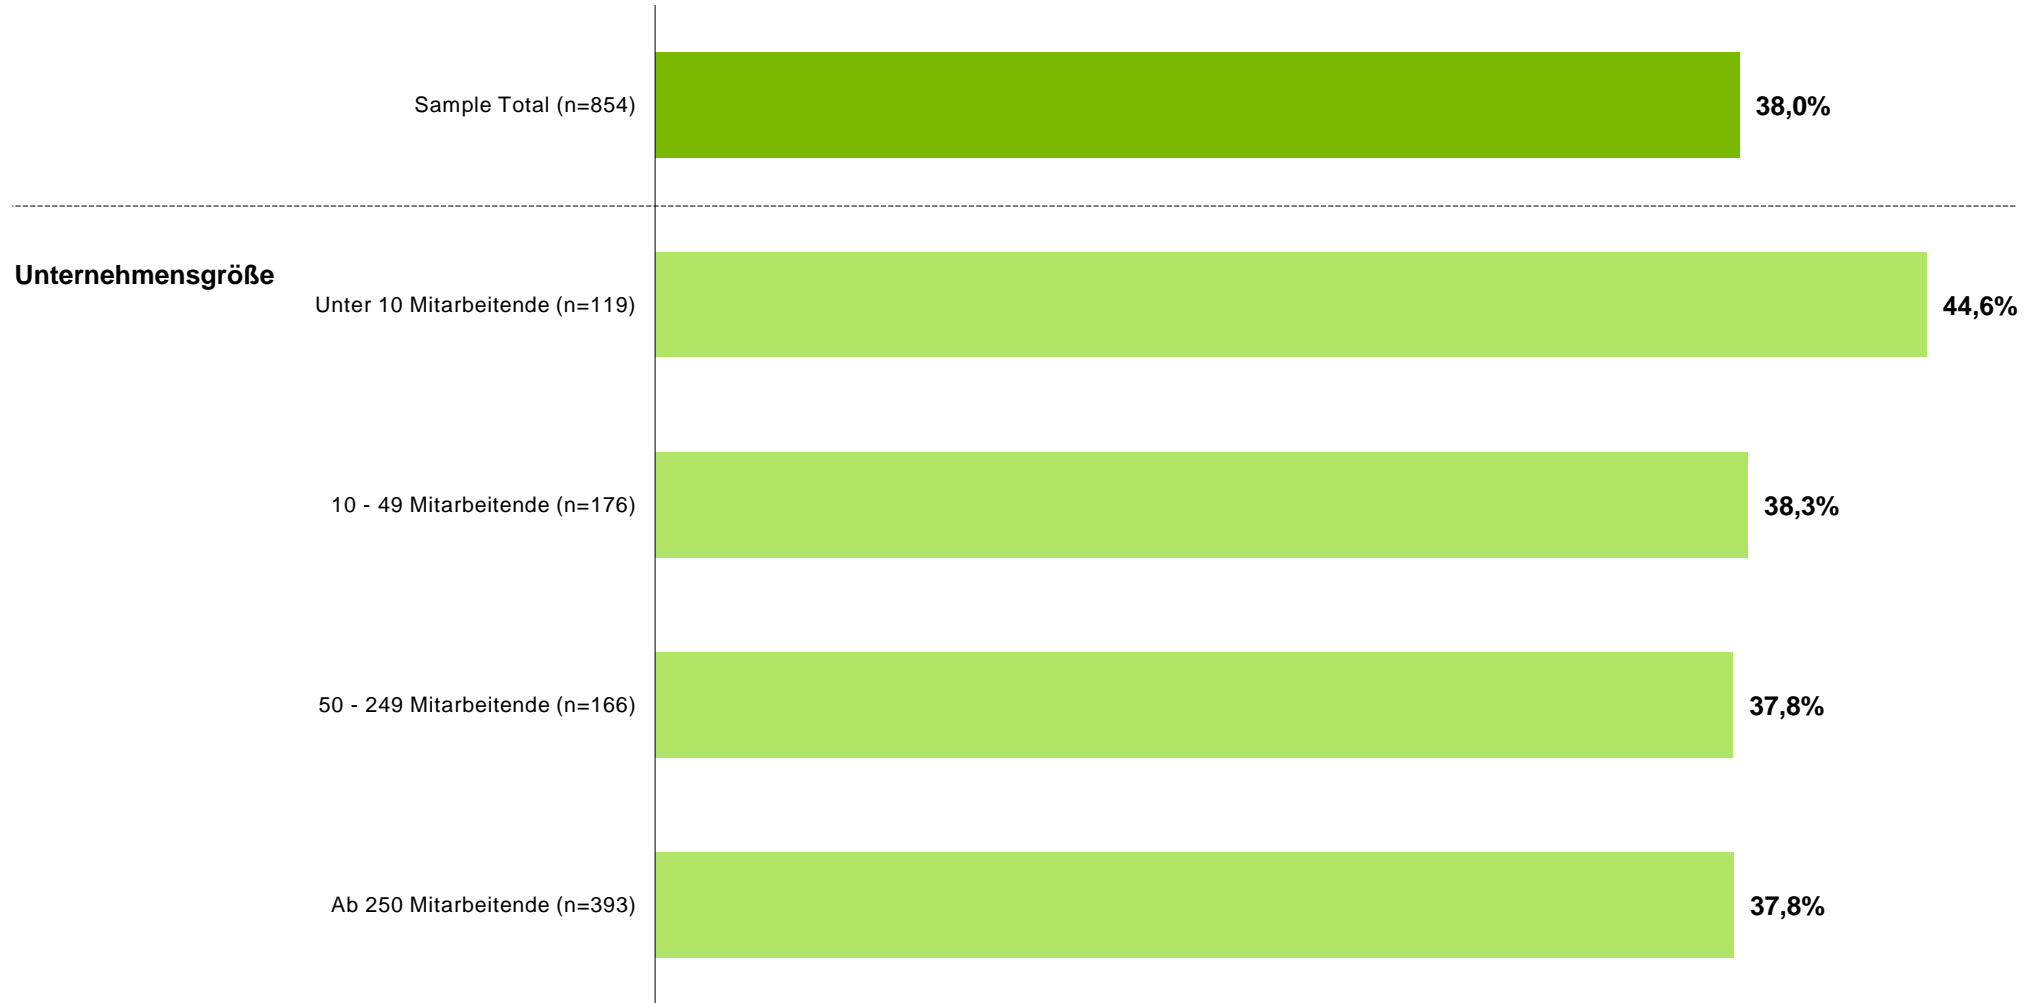 Sample Total (n=854)
38,0%
Unternehmensgröße
Unter 10 Mitarbeitende (n=119)
44,6%
10 - 49 Mitarbeitende (n=176)
38,3%
50 - 249 Mitarbeitende (n=166)
37,8%
Ab 250 Mitarbeitende (n=393)
37,8%